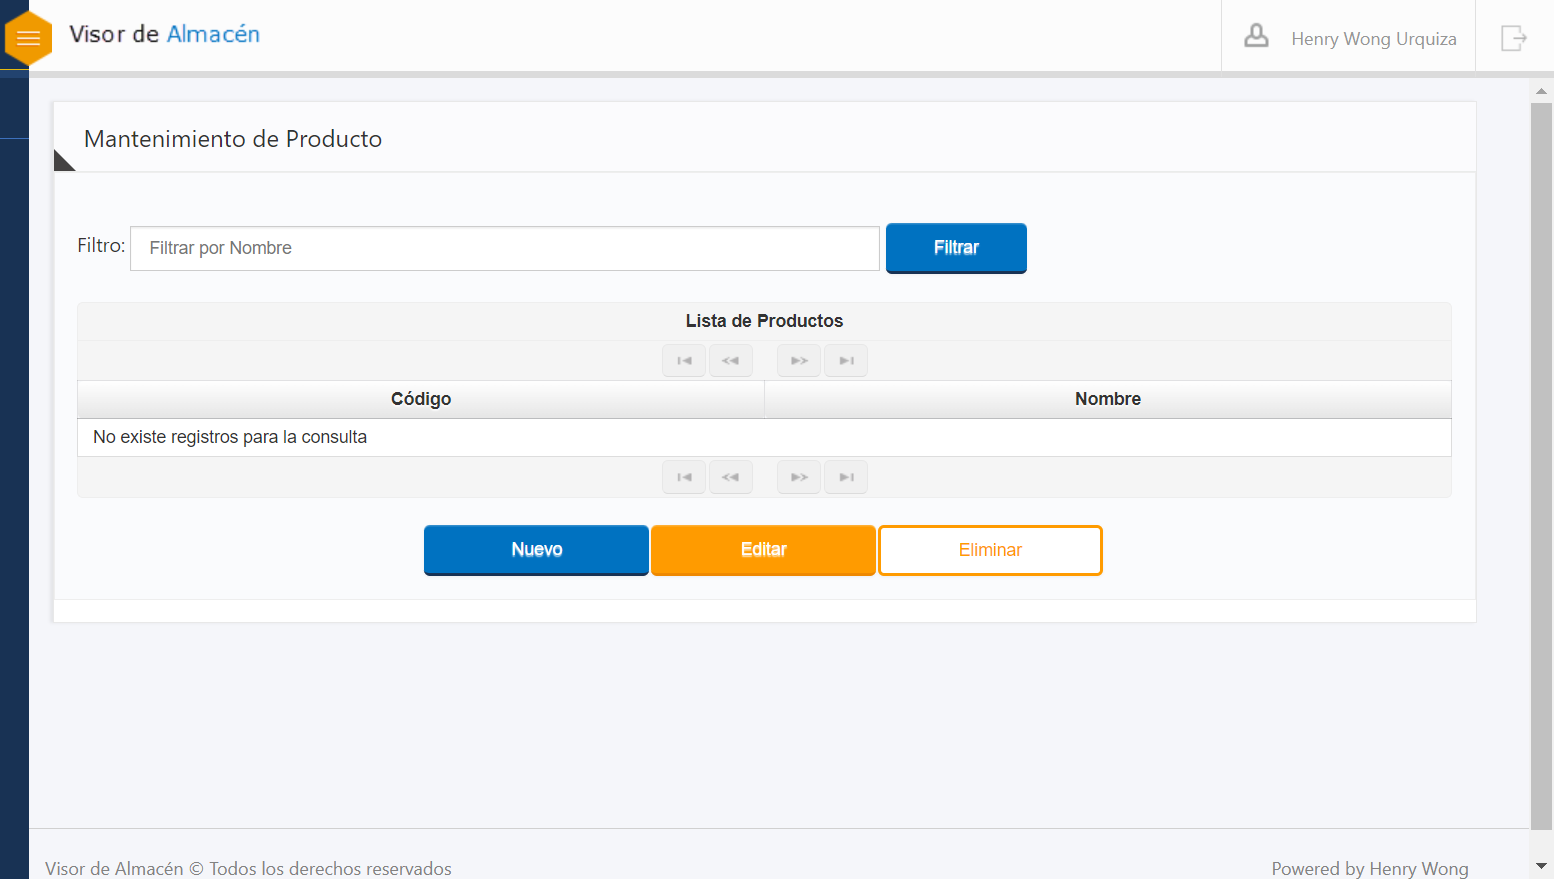 Visor de Almacén
Henry Wong Urquiza
Mantenimiento de Producto
Filtro: Filtrar por Nombre Filtrar
Lista de Productos
Código Nombre
No existe registros para la consulta
Nuevo Editar Eliminar
Visor de Almacén © Todos los derechos reservados Powered by Henry Wong